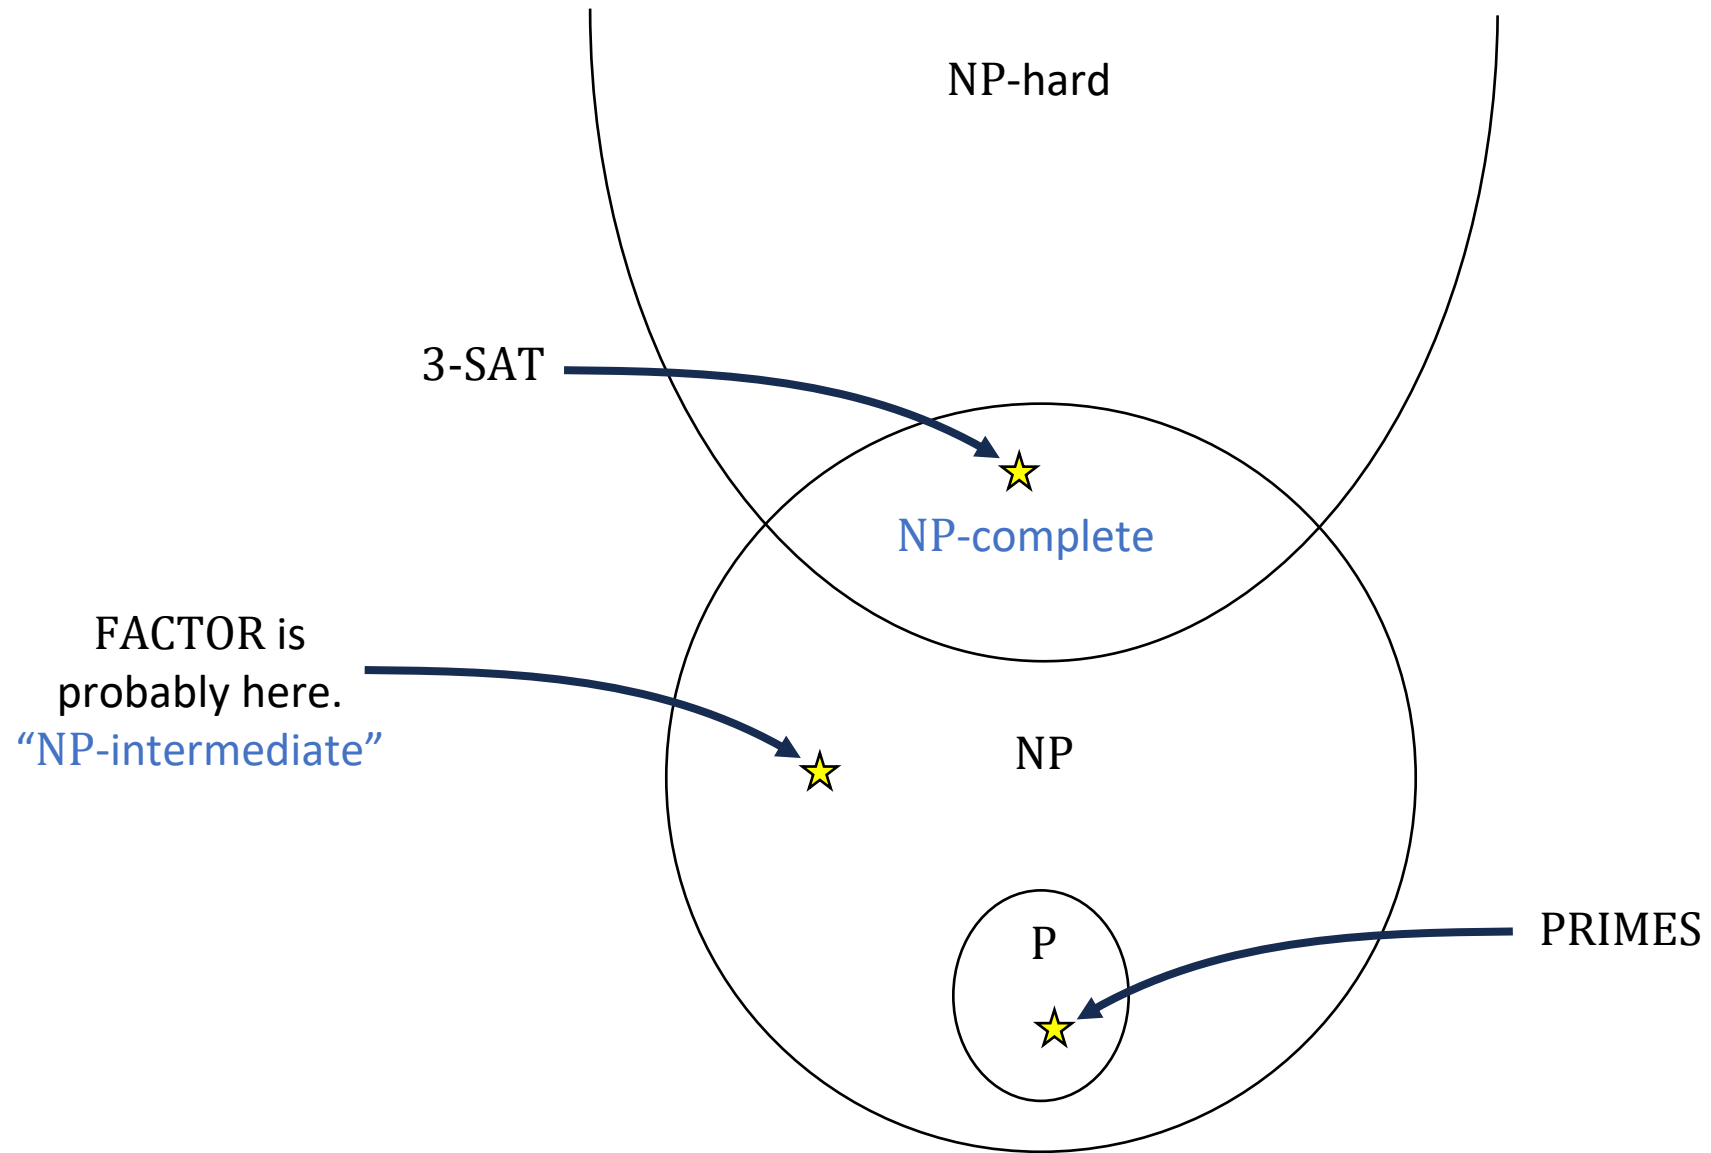 NP-hard
3-SAT
NP-complete
FACTOR is
probably here.
“NP-intermediate”
NP
P
PRIMES